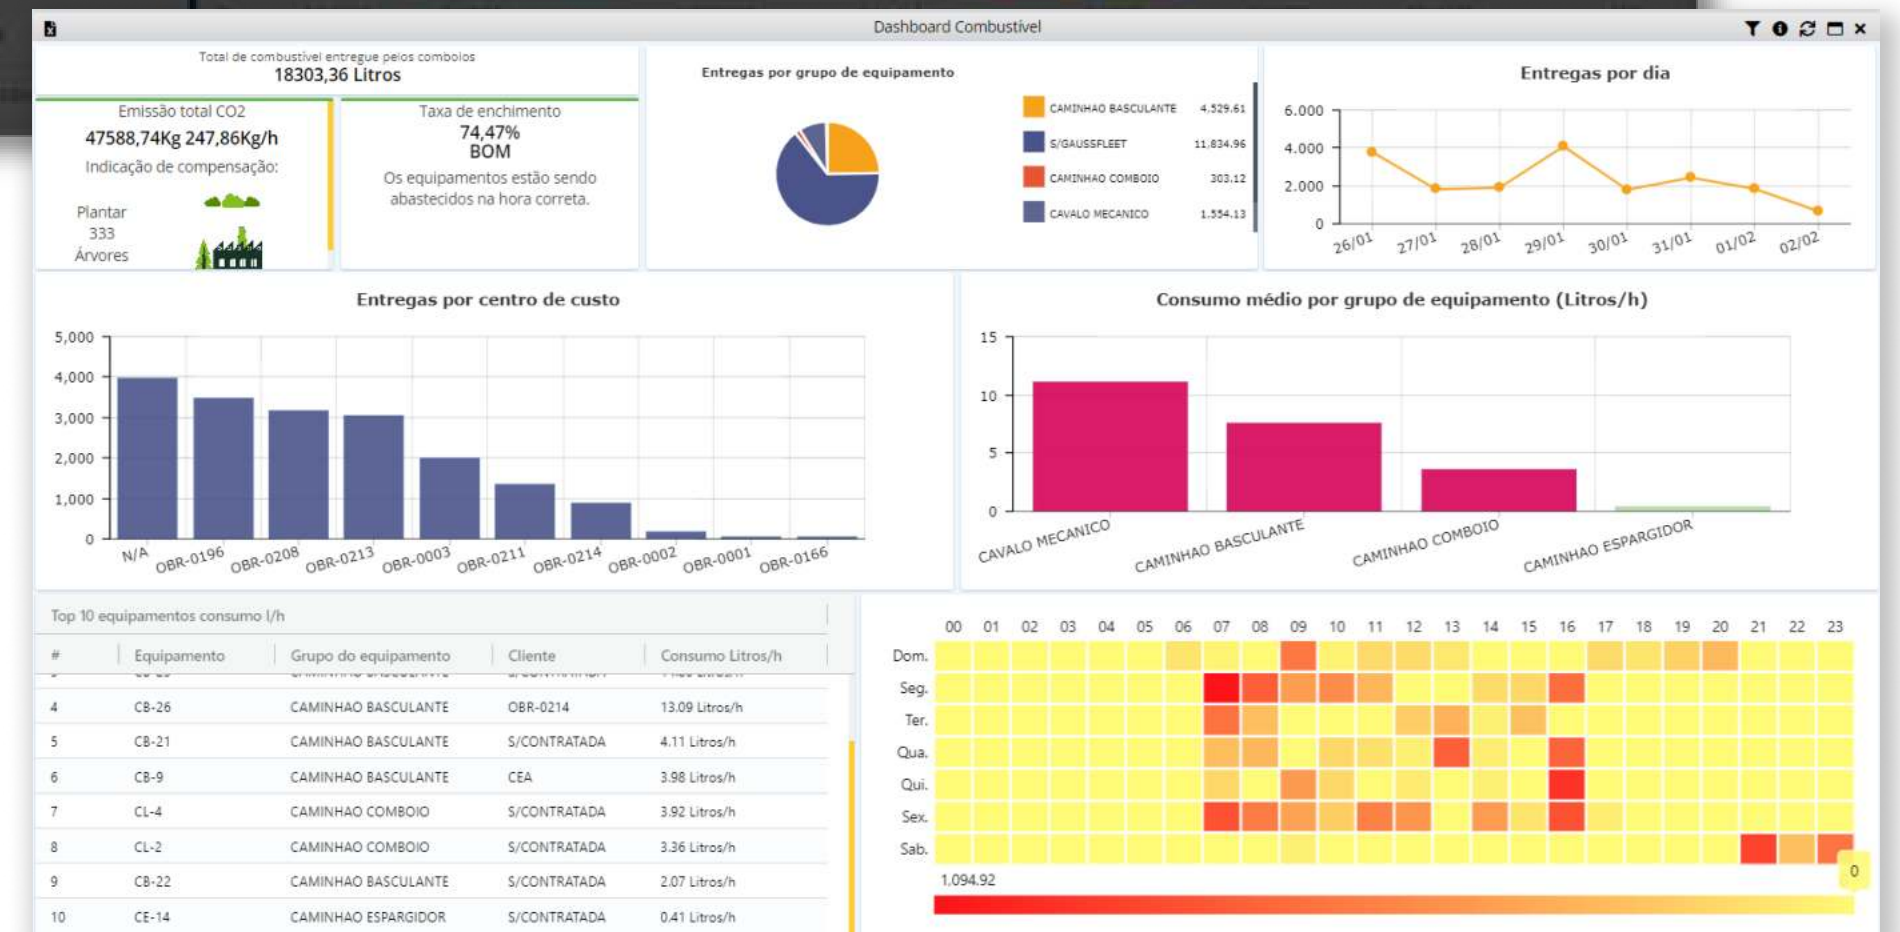 Dashboard Combustível
Total de combustível entregue pelos comboios
18303,36 Litros
Emissão total CO2
47588,74Kg 247,86Kg/h
Indicação de compensação:
Plantar
333
Árvores
Taxa de enchimento
74,47%
BOM
Os equipamentos estão sendo
abastecidos na hora correta.
Entregas por grupo de equipamento
CAMINHAO BASCULANTE 4,529.61
S/GAUSSFLEET 11,834.96
CAMINHAO COMBOIO 303.12
CAVALO MECANICO 1,554.13
Entregas por dia
6.000
4.000
2.000
0
26/01 27/01 28/01 29/01 30/01 31/01 01/02 02/02
Entregas por centro de custo
5,000
4,000
3,000
2,000
1,000
0
N/A OBR-0196 OBR-0208 OBR-0213 OBR-0003 OBR-0211 OBR-0214 OBR-0002 OBR-0001 OBR-0166
Consumo médio por grupo de equipamento (Litros/h)
15
10
5
0
CAVALO MECANICO CAMINHAO BASCULANTE CAMINHAO COMBOIO CAMINHAO ESPARGIDOR
Top 10 equipamentos consumo l/h
# Equipamento Grupo do equipamento Cliente Consumo Litros/h
4 CB-26 CAMINHAO BASCULANTE OBR-0214 13.09 Litros/h
5 CB-21 CAMINHAO BASCULANTE S/CONTRATADA 4.11 Litros/h
6 CB-9 CAMINHAO BASCULANTE CEA 3.98 Litros/h
7 CL-4 CAMINHAO COMBOIO S/CONTRATADA 3.92 Litros/h
8 CL-2 CAMINHAO COMBOIO S/CONTRATADA 3.36 Litros/h
9 CB-22 CAMINHAO BASCULANTE S/CONTRATADA 2.07 Litros/h
10 CE-14 CAMINHAO ESPARGIDOR S/CONTRATADA 0.41 Litros/h
00 01 02 03 04 05 06 07 08 09 10 11 12 13 14 15 16 17 18 19 20 21 22 23
Dom.
Seg.
Ter.
Qua.
Qui.
Sex.
Sab.
1,094.92
0